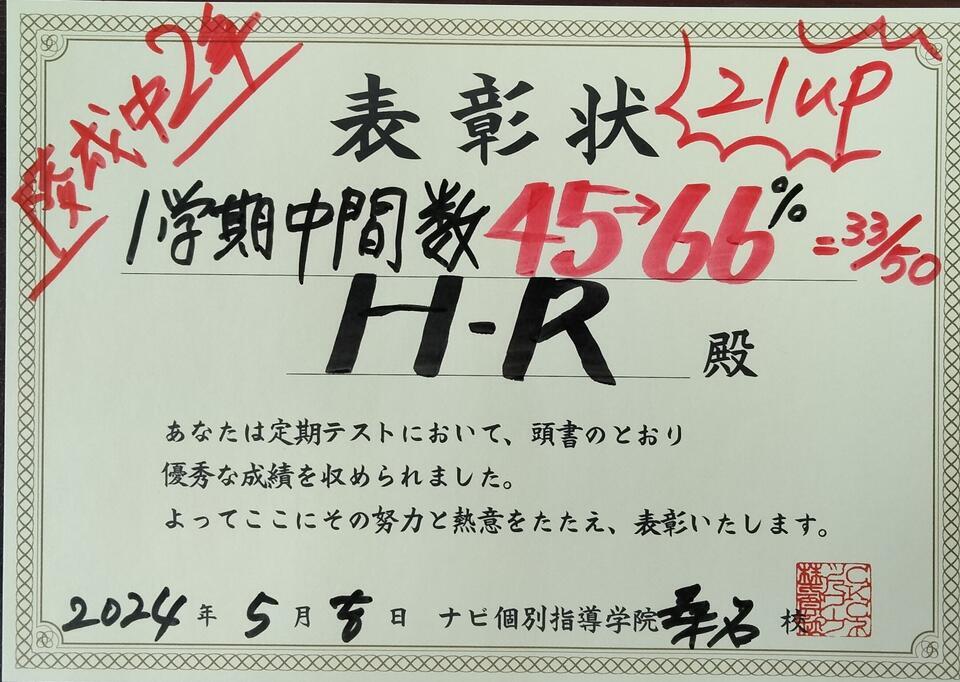 陵成中2年
表彰状
21up
1学期中間数 45→66% =33/50
H-R 殿
あなたは定期テストにおいて、頭書のとおり
優秀な成績を収められました。
よってここにその努力と熱意をたたえ、表彰いたします。
2024年 5月吉日 ナビ個別指導学院 桑名校